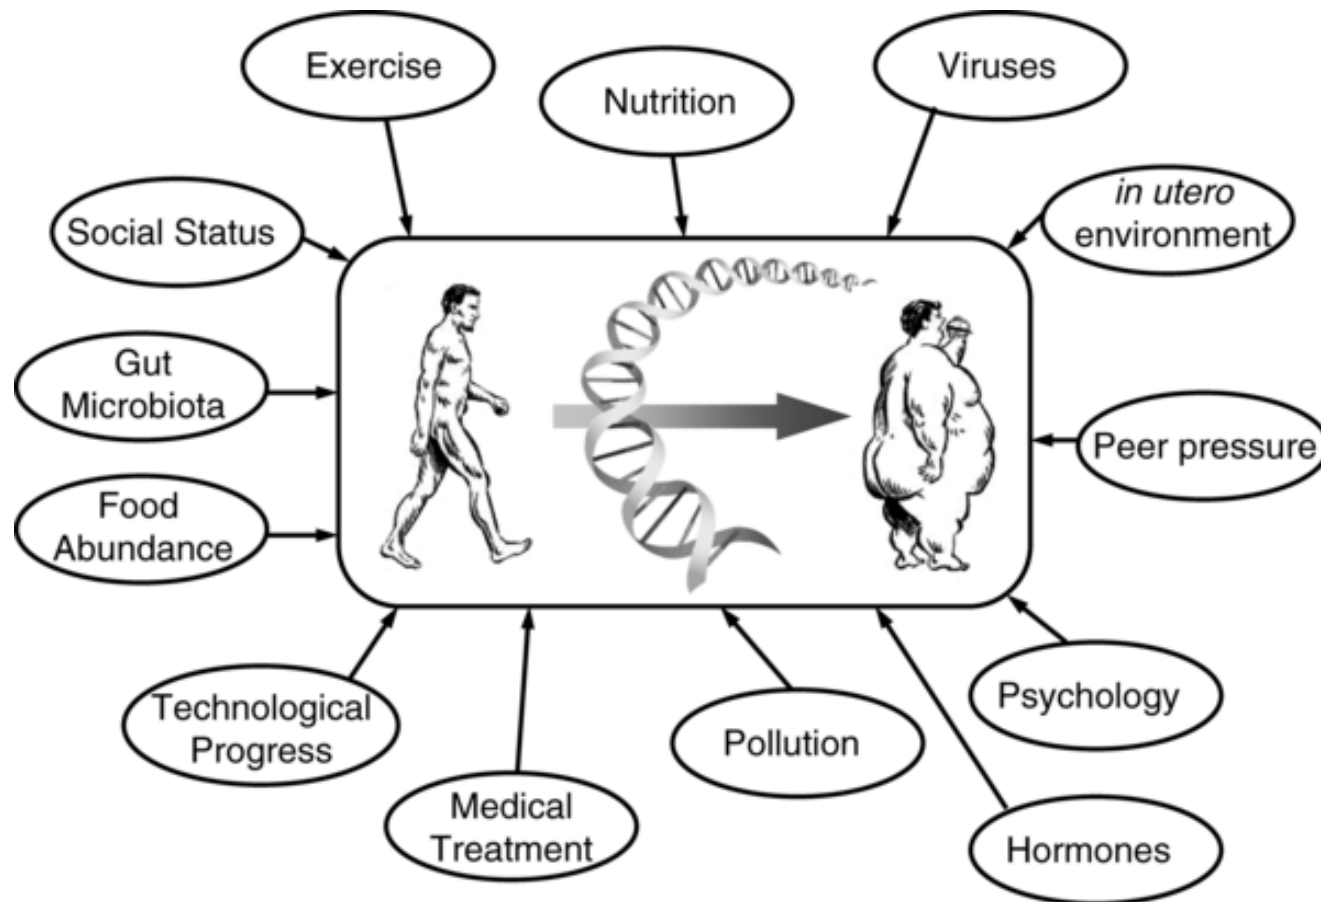 Exercise
Nutrition
Viruses
Social Status
in utero
environment
Gut
Microbiota
Peer pressure
Food
Abundance
Technological
Progress
Medical
Treatment
Pollution
Psychology
Hormones